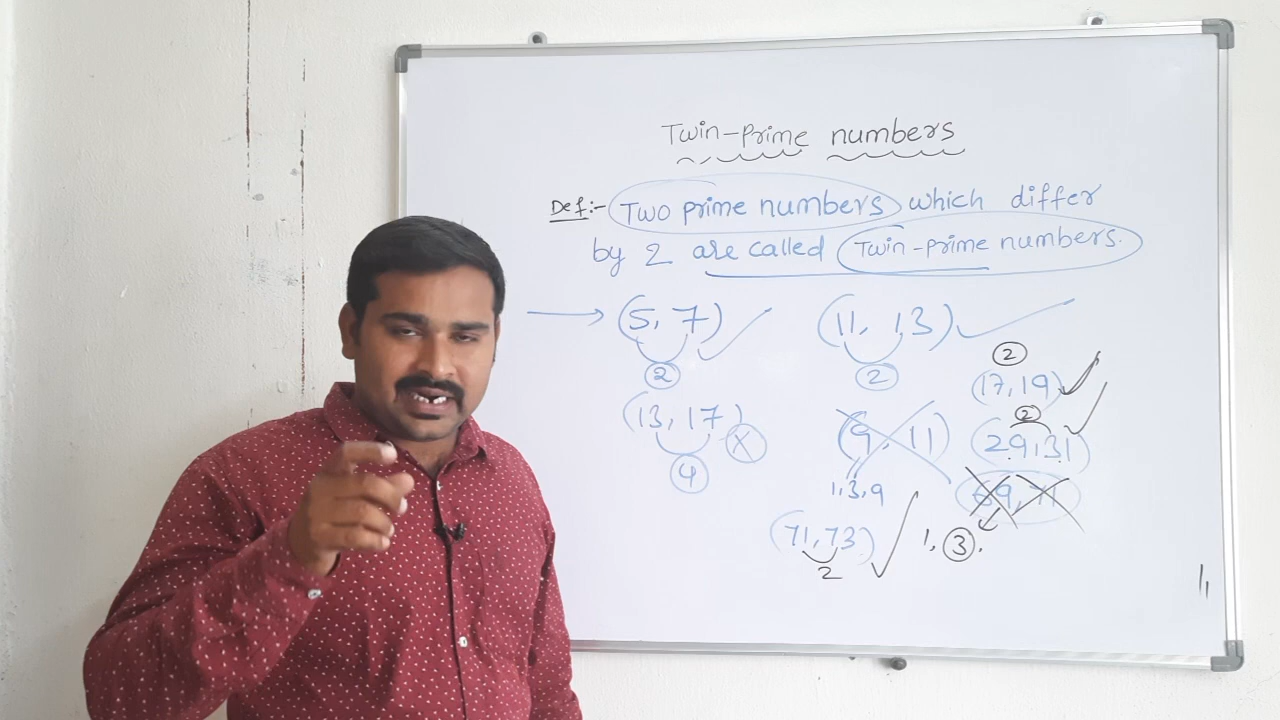 Twin-Prime numbers
Def:- Two prime numbers which differ
by 2 are called Twin-prime numbers.
(5, 7)
2
(11, 13)
2
2
(17, 19)
(13, 17) X
4
(9, 11)
1, 3, 9
2
(29, 31)
(69, 71)
1, 3.
(71, 73)
2